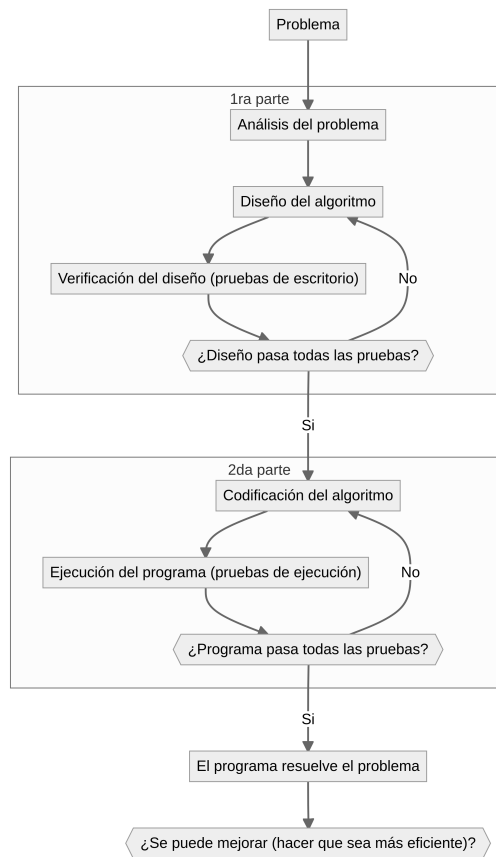 Problema
1ra parte
Análisis del problema
Diseño del algoritmo
Verificación del diseño (pruebas de escritorio)
No
¿Diseño pasa todas las pruebas?
Si
2da parte
Codificación del algoritmo
Ejecución del programa (pruebas de ejecución)
No
¿Programa pasa todas las pruebas?
Si
El programa resuelve el problema
¿Se puede mejorar (hacer que sea más eficiente)?